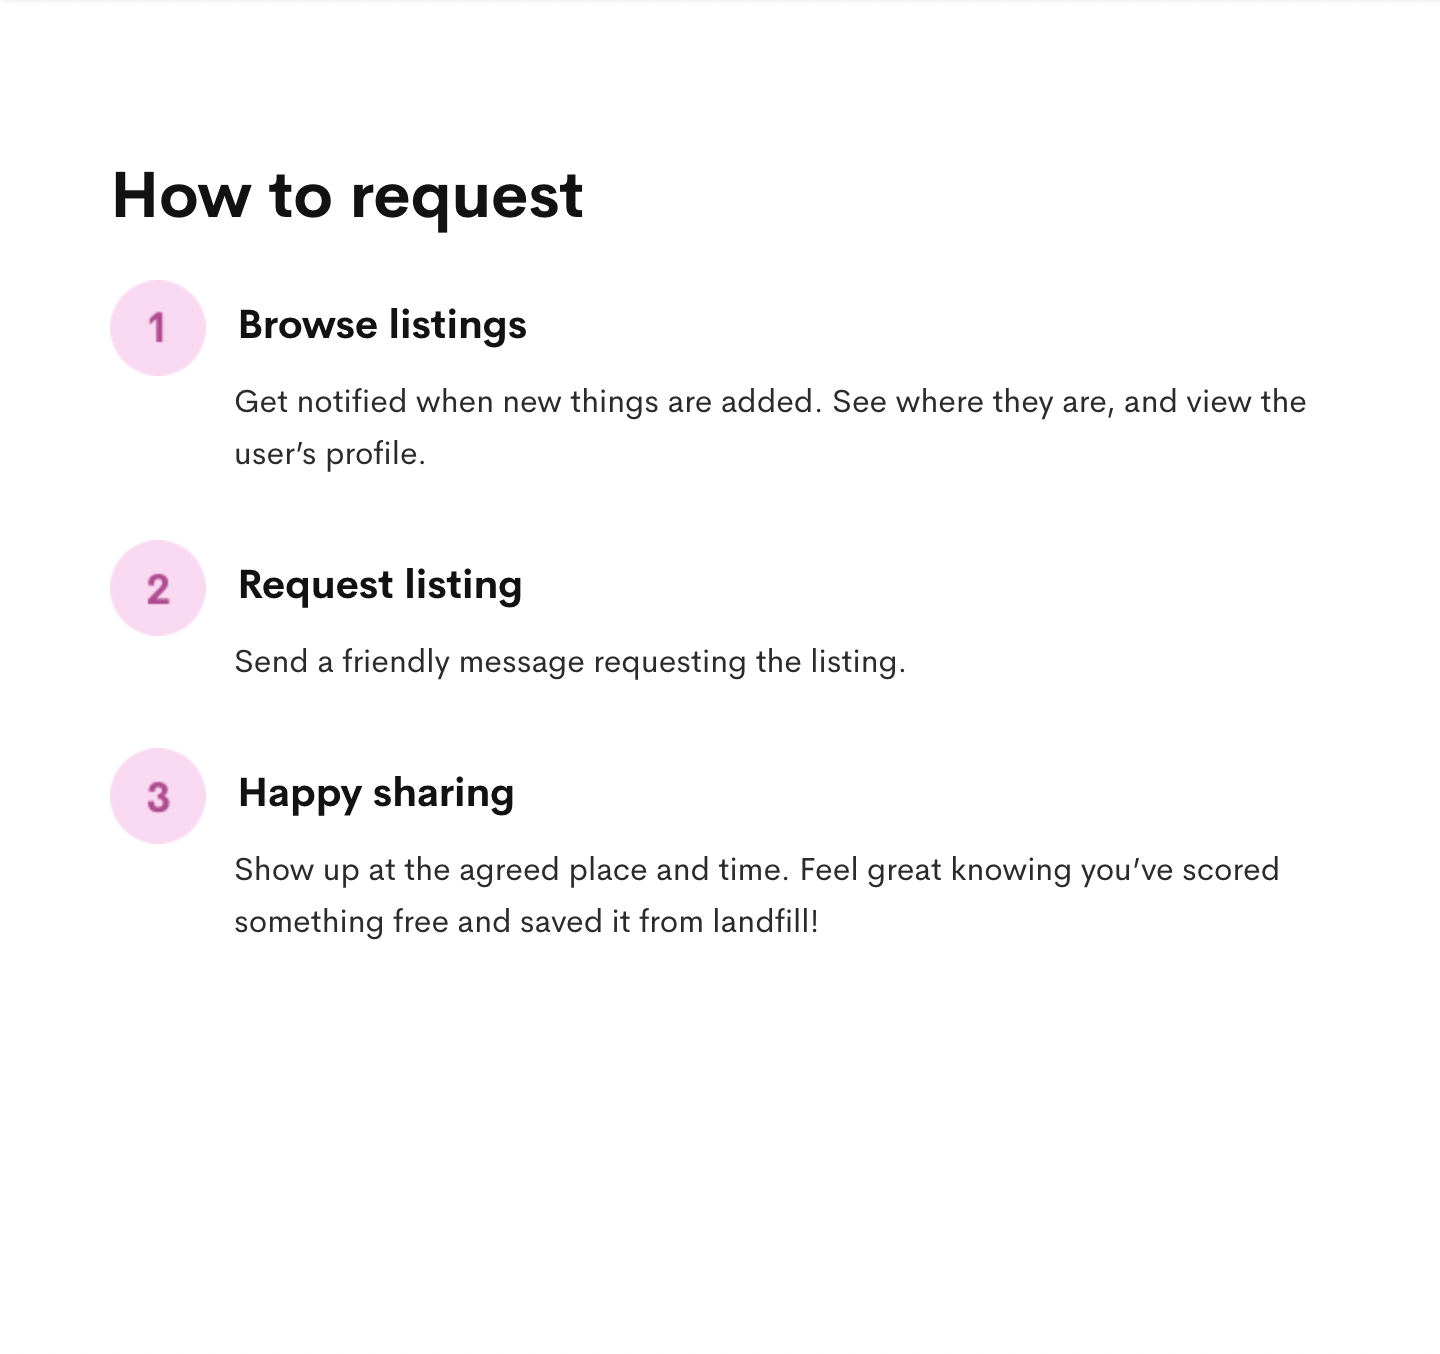 How to request
1
Browse listings
Get notified when new things are added. See where they are, and view the
user’s profile.
2
Request listing
Send a friendly message requesting the listing.
3
Happy sharing
Show up at the agreed place and time. Feel great knowing you’ve scored
something free and saved it from landfill!